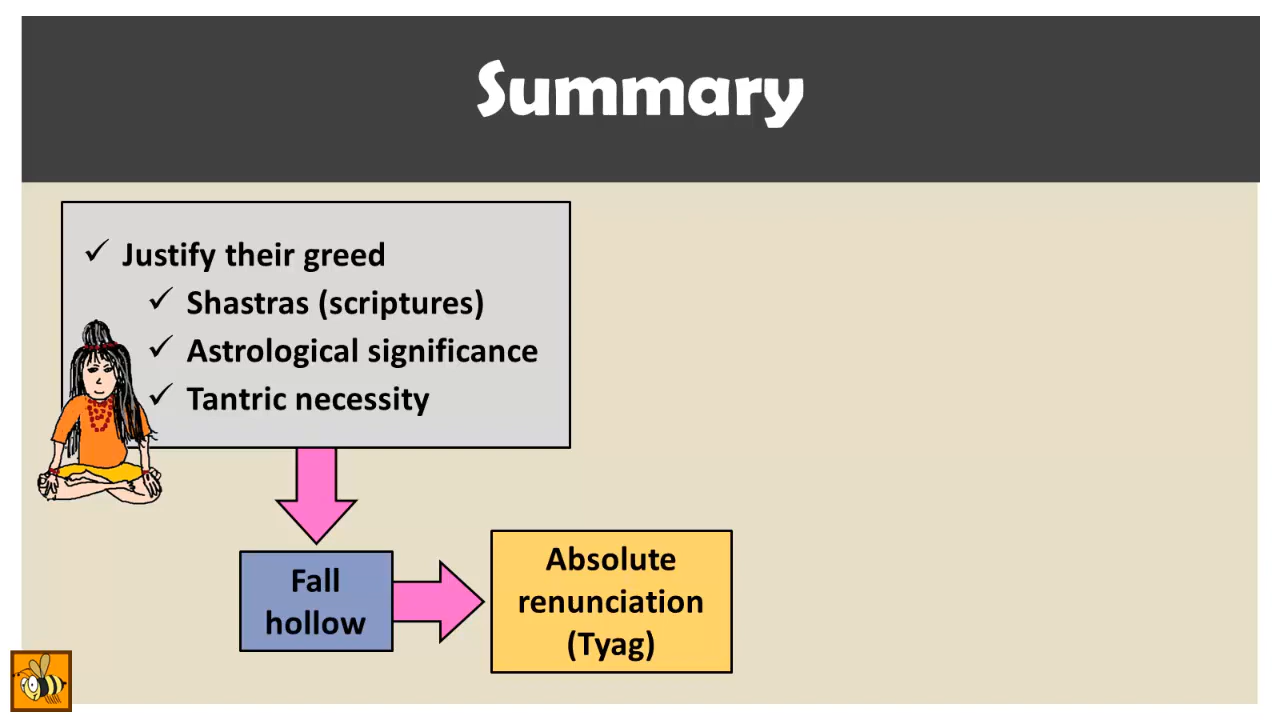 Summary
✓ Justify their greed
✓ Shastras (scriptures)
✓ Astrological significance
✓ Tantric necessity
Fall
hollow
Absolute
renunciation
(Tyag)